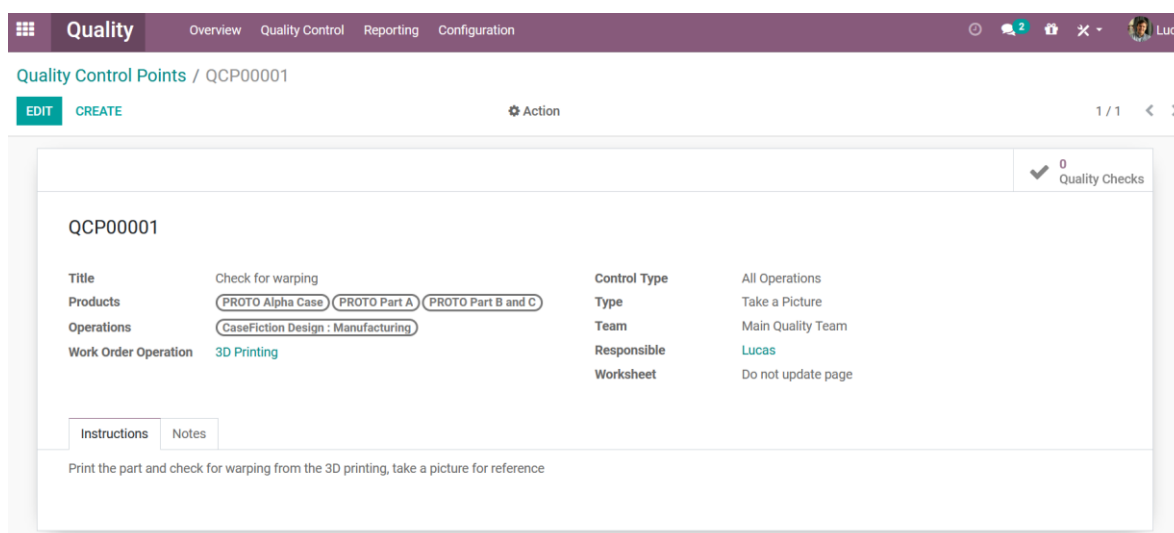 Quality Overview Quality Control Reporting Configuration 2 Luc
Quality Control Points / QCP00001
EDIT CREATE Action 1 / 1
0
Quality Checks
QCP00001
Title Check for warping Control Type All Operations
Products PROTO Alpha Case PROTO Part A PROTO Part B and C Type Take a Picture
Operations CaseFiction Design : Manufacturing Team Main Quality Team
Work Order Operation 3D Printing Responsible Lucas
Worksheet Do not update page
Instructions Notes
Print the part and check for warping from the 3D printing, take a picture for reference